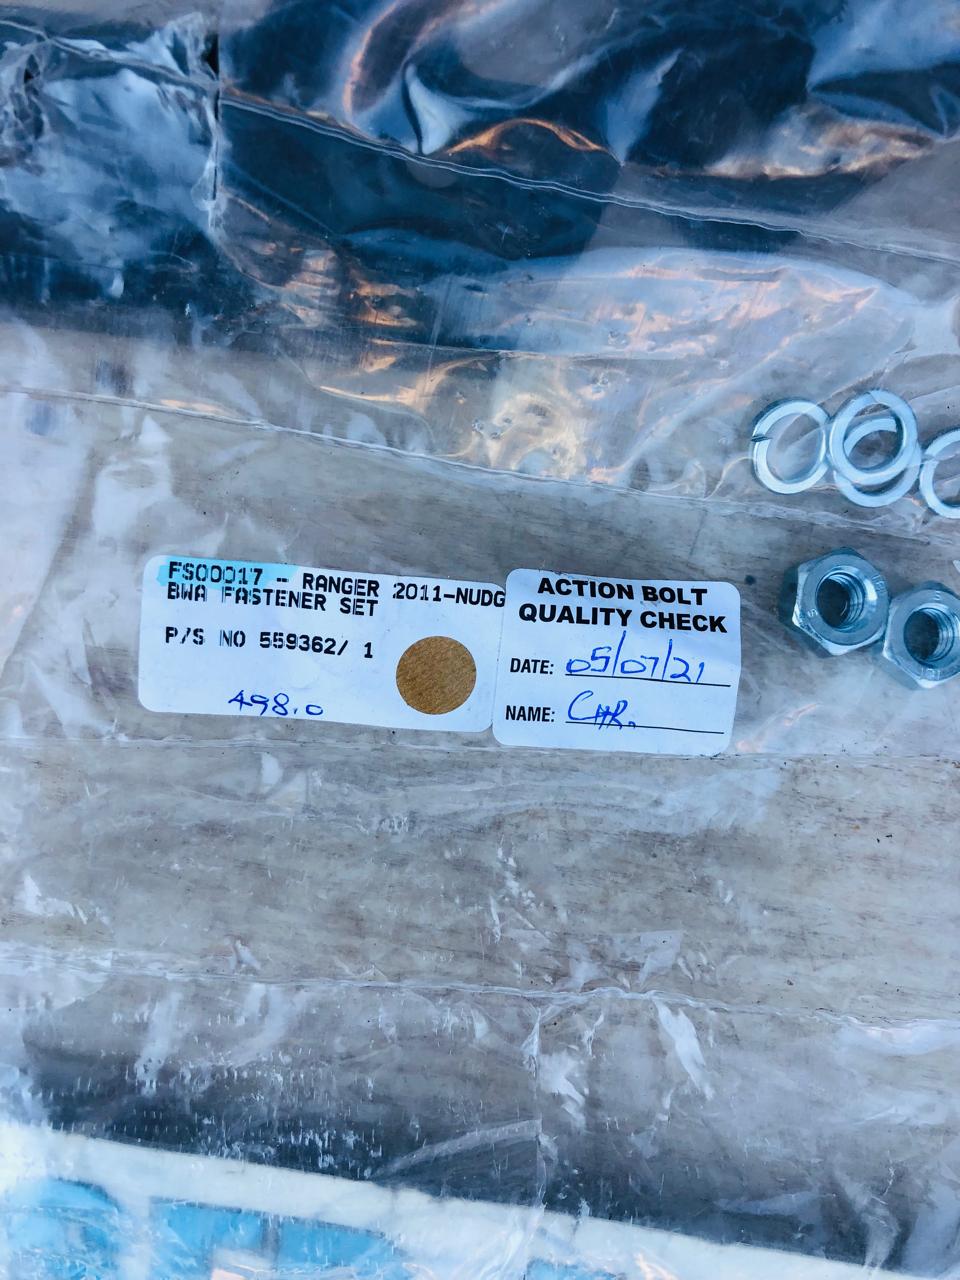 FS00017 - RANGER 2011-NUDG
BWA FASTENER SET
P/S NO 559362/ 1
498.0
ACTION BOLT
QUALITY CHECK
DATE: 05/07/21
NAME: CHR.